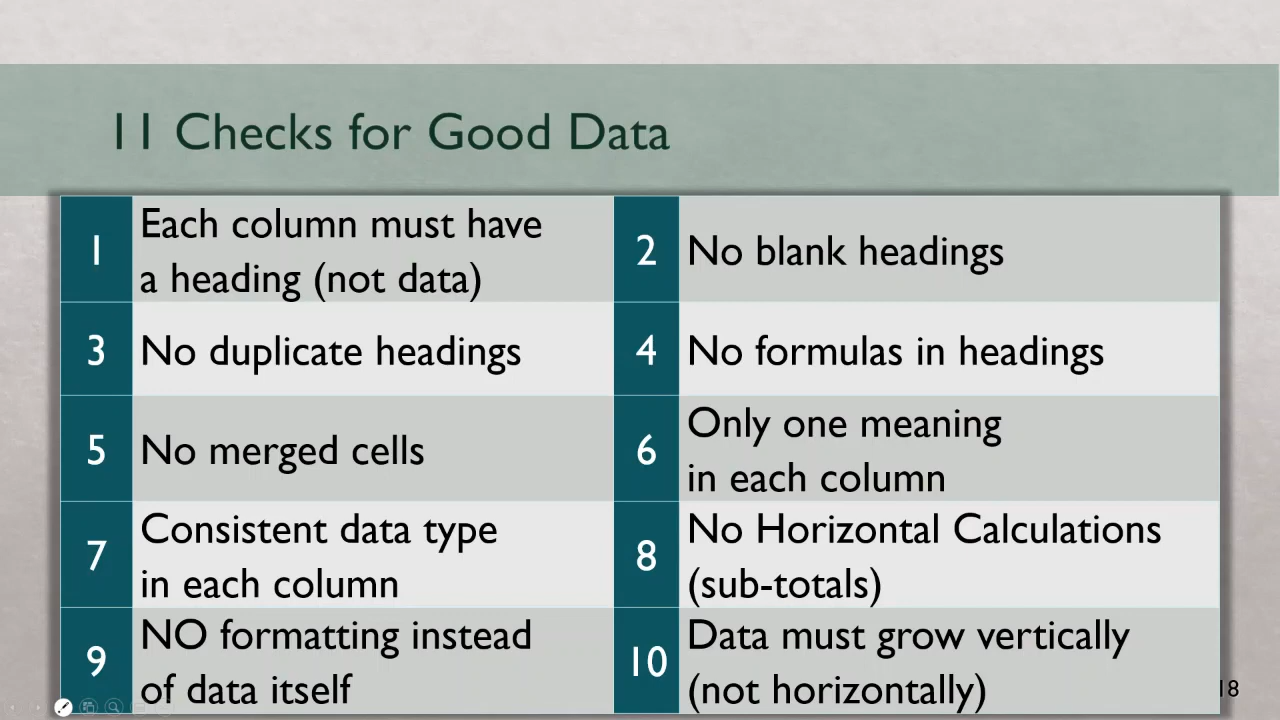 11 Checks for Good Data
1
Each column must have
a heading (not data)
2
No blank headings
3
No duplicate headings
4
No formulas in headings
5
No merged cells
6
Only one meaning
in each column
7
Consistent data type
in each column
8
No Horizontal Calculations
(sub-totals)
9
NO formatting instead
of data itself
10
Data must grow vertically
(not horizontally)
18